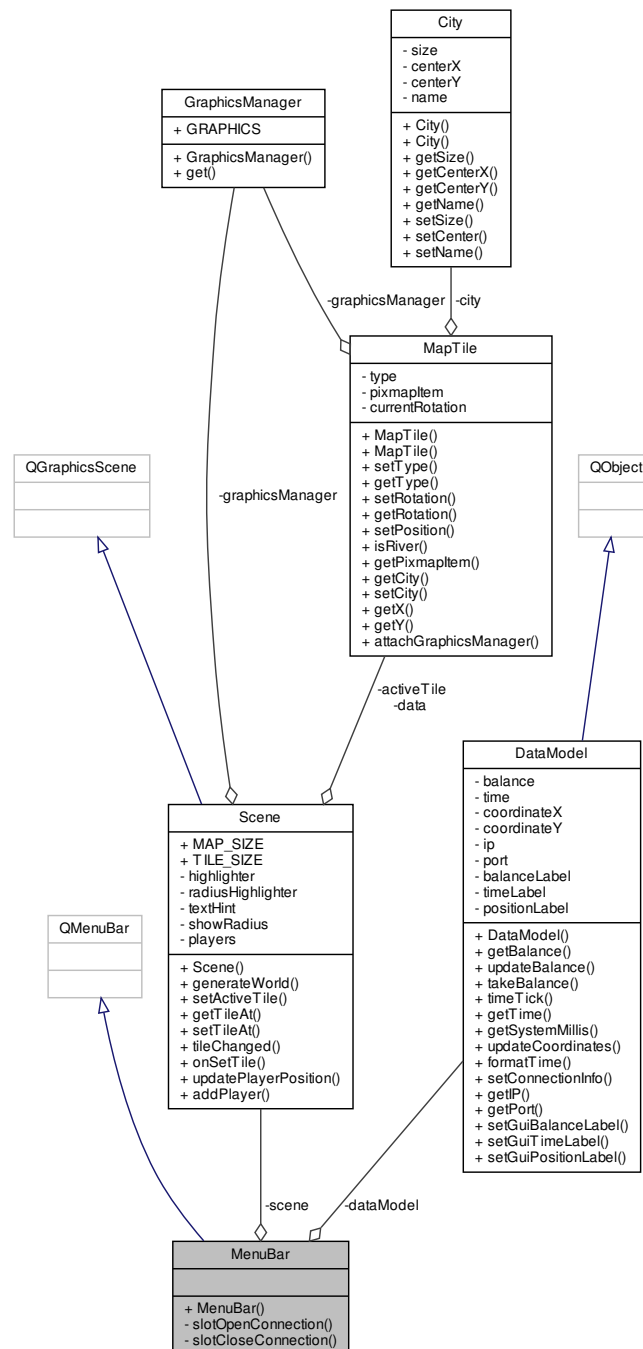 City
- size
- centerX
- centerY
- name
+ City()
+ City()
+ getSize()
+ getCenterX()
+ getCenterY()
+ getName()
+ setSize()
+ setCenter()
+ setName()
GraphicsManager
+ GRAPHICS
+ GraphicsManager()
+ get()
-graphicsManager
-city
MapTile
- type
- pixmapItem
- currentRotation
+ MapTile()
+ MapTile()
+ setType()
+ getType()
+ setRotation()
+ getRotation()
+ setPosition()
+ isRiver()
+ getPixmapItem()
+ getCity()
+ setCity()
+ getX()
+ getY()
+ attachGraphicsManager()
QGraphicsScene
-graphicsManager
QObject
-activeTile
-data
DataModel
- balance
- time
- coordinateX
- coordinateY
- ip
- port
- balanceLabel
- timeLabel
- positionLabel
+ DataModel()
+ getBalance()
+ updateBalance()
+ takeBalance()
+ timeTick()
+ getTime()
+ getSystemMillis()
+ updateCoordinates()
+ formatTime()
+ setConnectionInfo()
+ getIP()
+ getPort()
+ setGuiBalanceLabel()
+ setGuiTimeLabel()
+ setGuiPositionLabel()
Scene
+ MAP_SIZE
+ TILE_SIZE
- highlighter
- radiusHighlighter
- textHint
- showRadius
- players
+ Scene()
+ generateWorld()
+ setActiveTile()
+ getTileAt()
+ setTileAt()
+ tileChanged()
+ onSetTile()
+ updatePlayerPosition()
+ addPlayer()
QMenuBar
-scene
-dataModel
MenuBar
+ MenuBar()
- slotOpenConnection()
- slotCloseConnection()